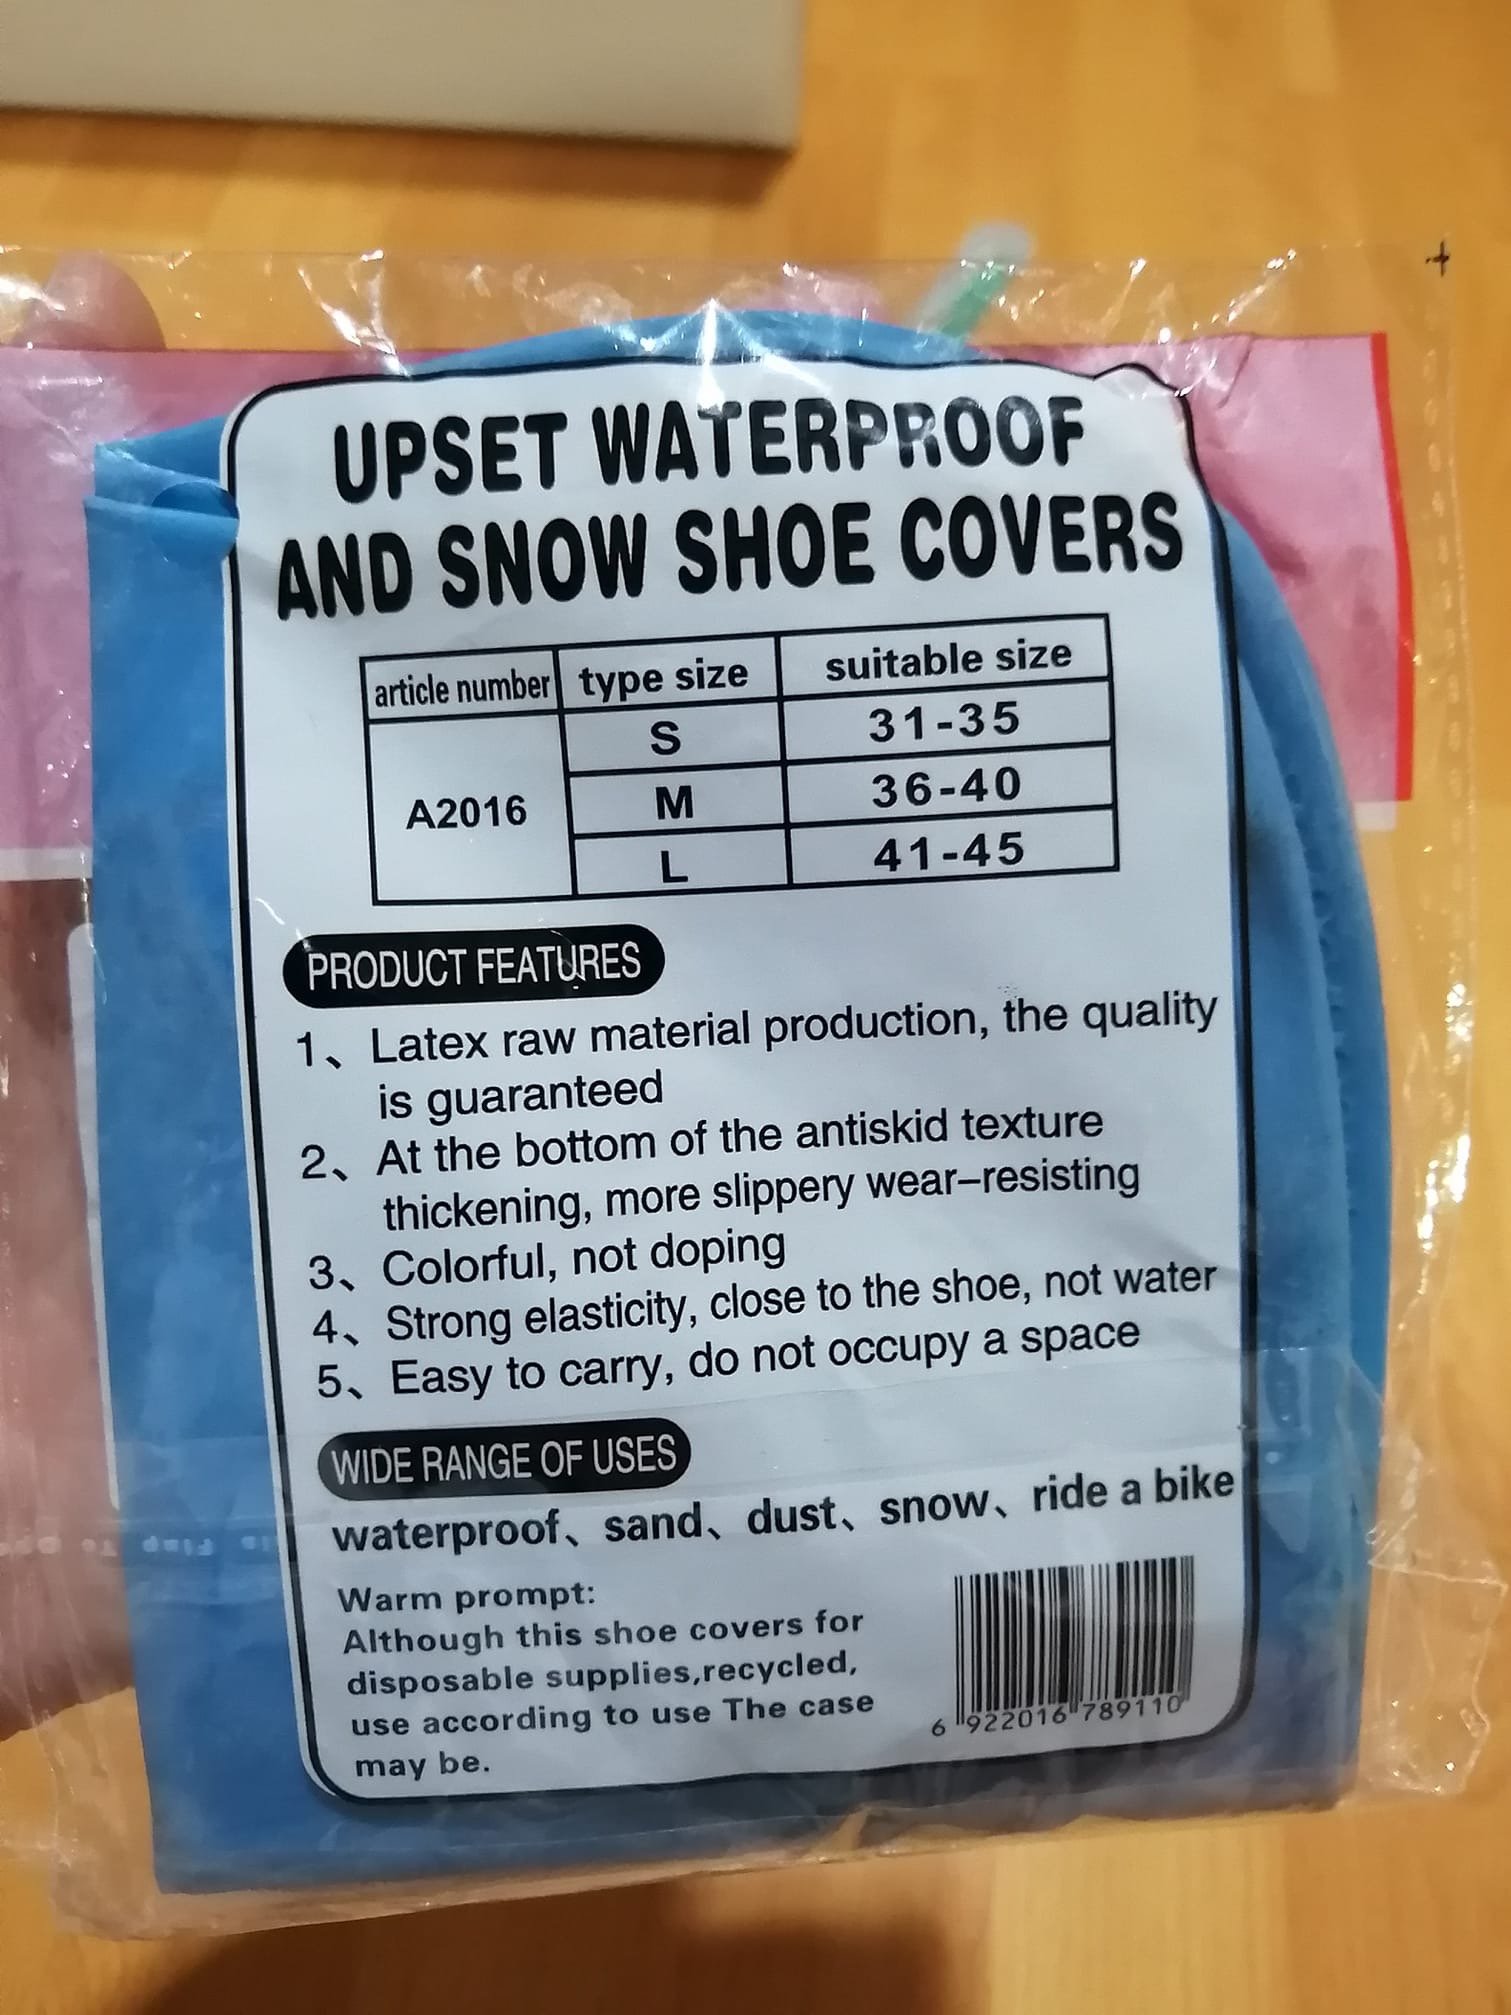 UPSET WATERPROOF
AND SNOW SHOE COVERS
article number type size suitable size
A2016
S 31-35
M 36-40
L 41-45
PRODUCT FEATURES
1、Latex raw material production, the quality
is guaranteed
2、At the bottom of the antiskid texture
thickening, more slippery wear–resisting
3、Colorful, not doping
4、Strong elasticity, close to the shoe, not water
5、Easy to carry, do not occupy a space
WIDE RANGE OF USES
waterproof、sand、dust、snow、ride a bike
Warm prompt:
Although this shoe covers for
disposable supplies,recycled,
use according to use The case
may be.
6 922016 789110